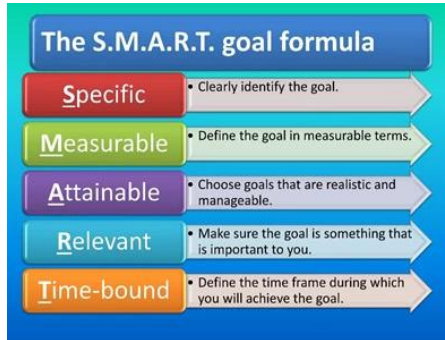 The S.M.A.R.T. goal formula
Specific
• Clearly identify the goal.
Measurable
• Define the goal in measurable terms.
Attainable
• Choose goals that are realistic and
manageable.
Relevant
• Make sure the goal is something that
is important to you.
Time-bound
• Define the time frame during which
you will achieve the goal.